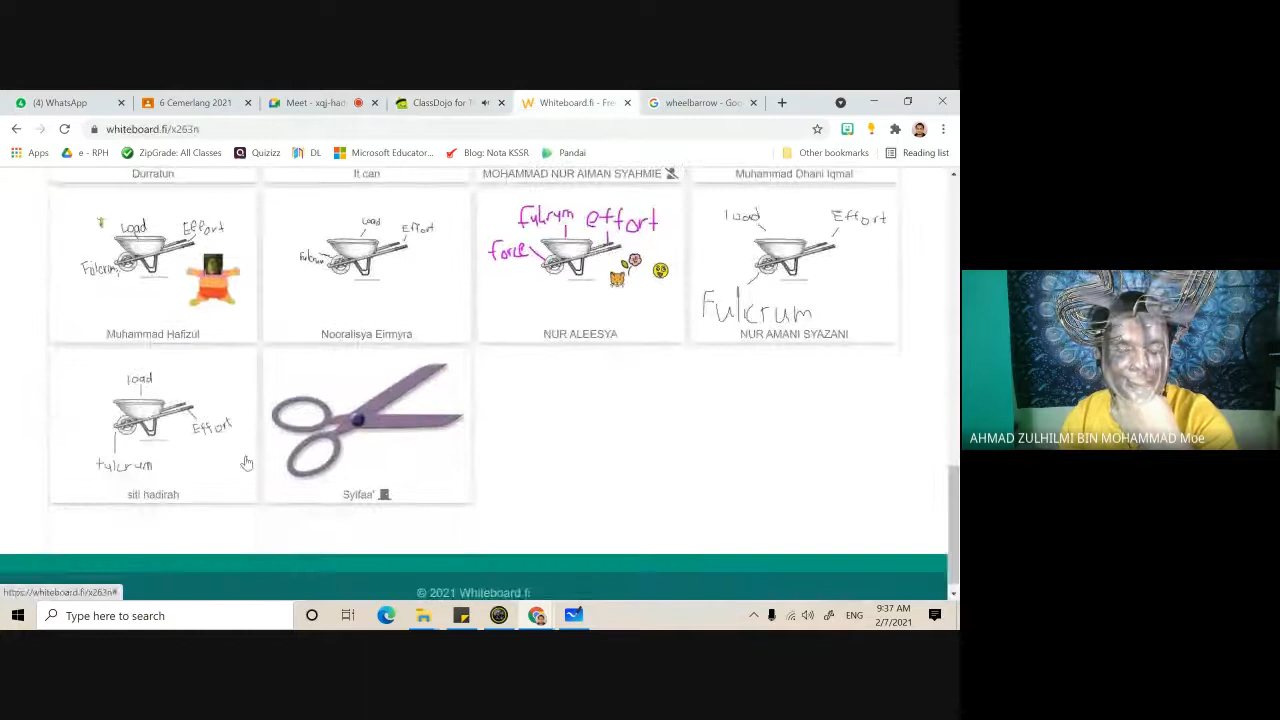 (4) WhatsApp
6 Cemerlang 2021
Meet - xqj-had
ClassDojo for T
Whiteboard.fi - Fre
wheelbarrow - Goo
whiteboard.fi/x263n
Apps
e - RPH
ZipGrade: All Classes
Quizizz
DL
Microsoft Educator...
Blog: Nota KSSR
Pandai
Other bookmarks
Reading list
Durratun
It.can
MOHAMMAD NUR AIMAN SYAHMIE
Muhammad Dhani Iqmal
Load
Effort
Fulcrum
Muhammad Hafizul
Load
Effort
fulcrum
Nooralisya Eirmyra
fulcrum
effort
force
NUR ALEESYA
Load
Effort
Fulcrum
NUR AMANI SYAZANI
load
Effort
fulcrum
siti hadirah
Syifaa'
© 2021 Whiteboard.fi
https://whiteboard.fi/x263n#
Type here to search
ENG
9:37 AM
2/7/2021
AHMAD ZULHILMI BIN MOHAMMAD Moe